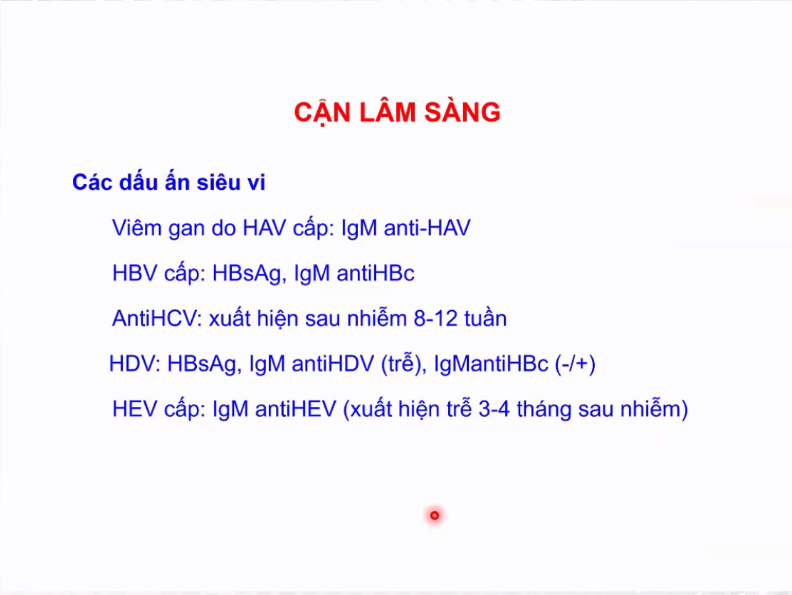 CẬN LÂM SÀNG
Các dấu ấn siêu vi
Viêm gan do HAV cấp: IgM anti-HAV
HBV cấp: HBsAg, IgM antiHBc
AntiHCV: xuất hiện sau nhiễm 8-12 tuần
HDV: HBsAg, IgM antiHDV (trễ), IgMantiHBc (-/+)
HEV cấp: IgM antiHEV (xuất hiện trễ 3-4 tháng sau nhiễm)